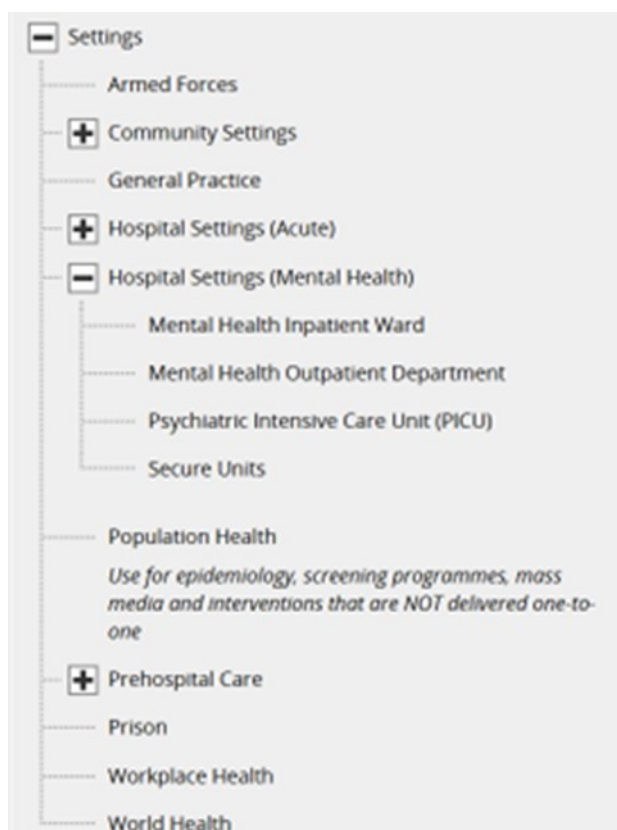 Settings
Armed Forces
Community Settings
General Practice
Hospital Settings (Acute)
Hospital Settings (Mental Health)
Mental Health Inpatient Ward
Mental Health Outpatient Department
Psychiatric Intensive Care Unit (PICU)
Secure Units
Population Health
Use for epidemiology, screening programmes, mass
media and interventions that are NOT delivered one-to-
one
Prehospital Care
Prison
Workplace Health
World Health